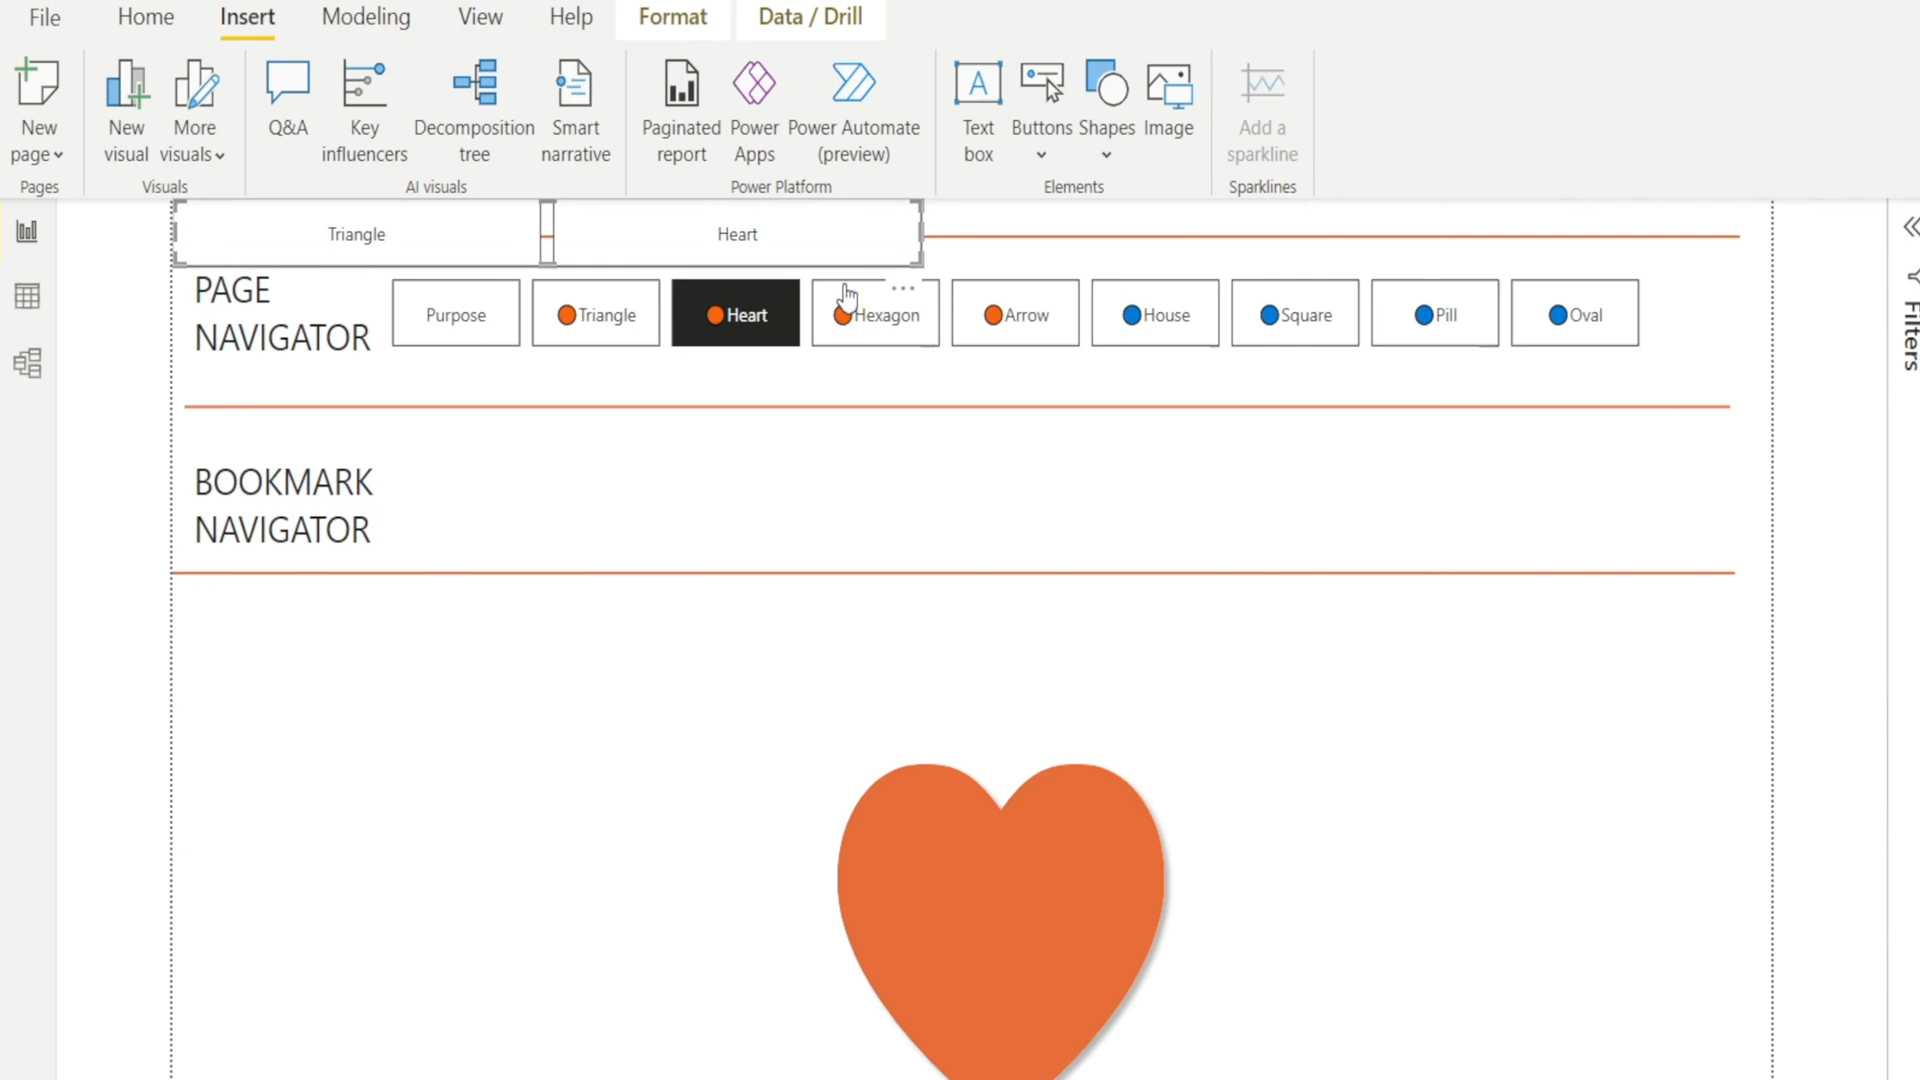 File Home Insert Modeling View Help Format Data / Drill
New page
New visual
More visuals
Q&A
Key influencers
Decomposition tree
Smart narrative
Paginated report
Power Apps
Power Automate (preview)
A
Text box
Buttons
Shapes
Image
Add a sparkline
Pages Visuals AI visuals Power Platform Elements Sparklines
Triangle Heart
PAGE
NAVIGATOR
Purpose Triangle Heart Hexagon Arrow House Square Pill Oval
BOOKMARK
NAVIGATOR
Filters